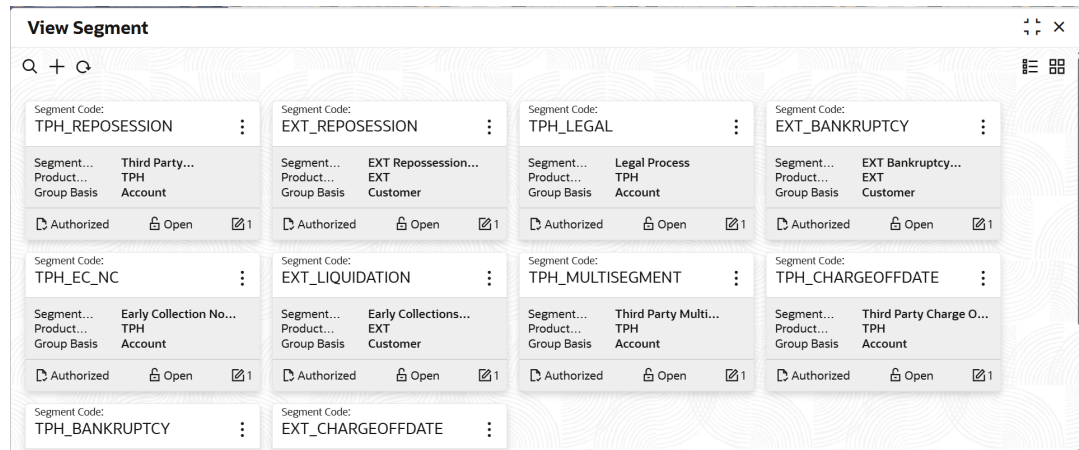 View Segment
Segment Code:
TPH_REPOSESSION
Segment... Third Party...
Product... TPH
Group Basis Account
Authorized Open 1
Segment Code:
EXT_REPOSESSION
Segment... EXT Repossession...
Product... EXT
Group Basis Customer
Authorized Open 1
Segment Code:
TPH_LEGAL
Segment... Legal Process
Product... TPH
Group Basis Account
Authorized Open 1
Segment Code:
EXT_BANKRUPTCY
Segment... EXT Bankruptcy...
Product... EXT
Group Basis Customer
Authorized Open 1
Segment Code:
TPH_EC_NC
Segment... Early Collection No...
Product... TPH
Group Basis Account
Authorized Open 1
Segment Code:
EXT_LIQUIDATION
Segment... Early Collections...
Product... EXT
Group Basis Customer
Authorized Open 1
Segment Code:
TPH_MULTISEGMENT
Segment... Third Party Multi...
Product... TPH
Group Basis Account
Authorized Open 1
Segment Code:
TPH_CHARGEOFFDATE
Segment... Third Party Charge O...
Product... TPH
Group Basis Account
Authorized Open 1
Segment Code:
TPH_BANKRUPTCY
Segment Code:
EXT_CHARGEOFFDATE